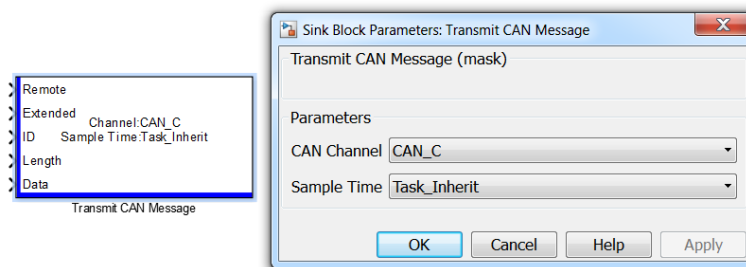 Remote
Extended
Channel:CAN_C
ID
Sample Time:Task_Inherit
Length
Data
Transmit CAN Message
Sink Block Parameters: Transmit CAN Message
Transmit CAN Message (mask)
Parameters
CAN Channel CAN_C
Sample Time Task_Inherit
OK Cancel Help Apply